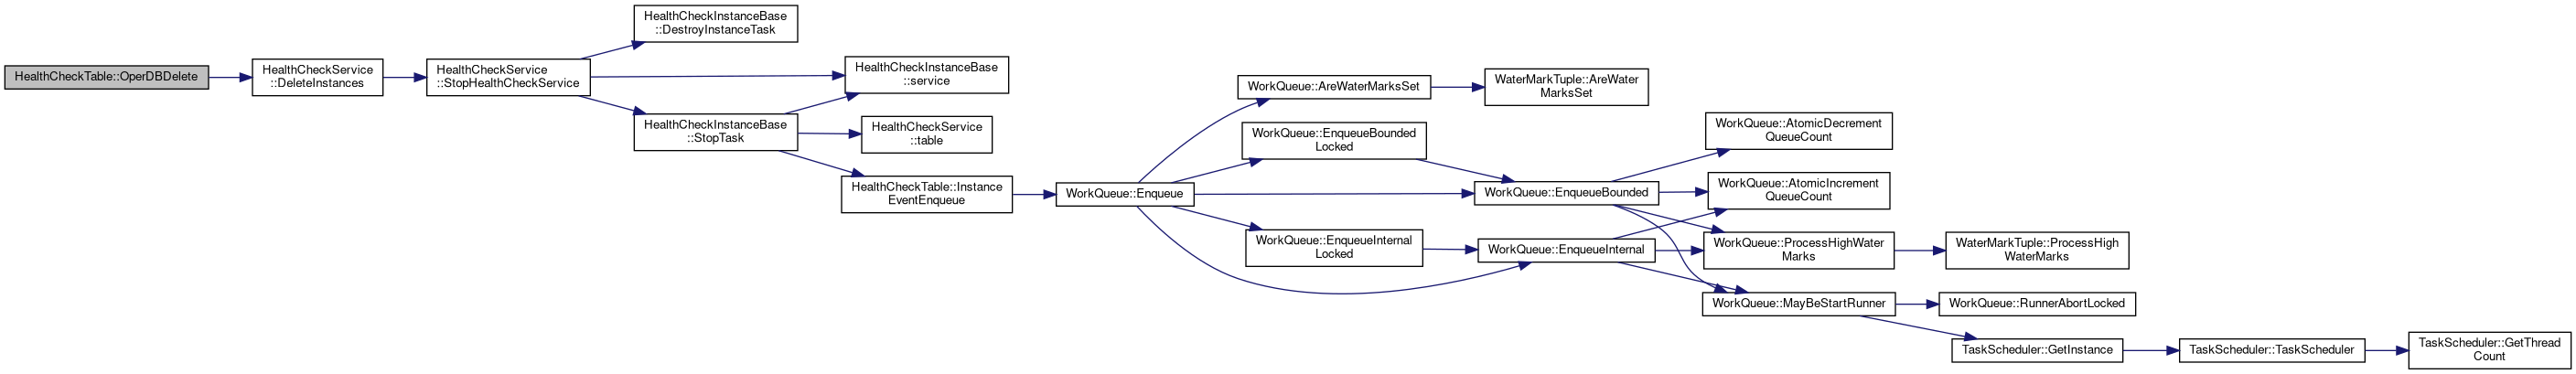 HealthCheckTable::OperDBDelete
HealthCheckService
::DeleteInstances
HealthCheckService
::StopHealthCheckService
HealthCheckInstanceBase
::DestroyInstanceTask
HealthCheckInstanceBase
::service
HealthCheckInstanceBase
::StopTask
HealthCheckService
::table
HealthCheckTable::Instance
EventEnqueue
WorkQueue::Enqueue
WorkQueue::AreWaterMarksSet
WaterMarkTuple::AreWater
MarksSet
WorkQueue::EnqueueBounded
Locked
WorkQueue::EnqueueBounded
WorkQueue::EnqueueInternal
Locked
WorkQueue::EnqueueInternal
WorkQueue::AtomicDecrement
QueueCount
WorkQueue::AtomicIncrement
QueueCount
WorkQueue::ProcessHighWater
Marks
WaterMarkTuple::ProcessHigh
WaterMarks
WorkQueue::MayBeStartRunner
WorkQueue::RunnerAbortLocked
TaskScheduler::GetInstance
TaskScheduler::TaskScheduler
TaskScheduler::GetThread
Count